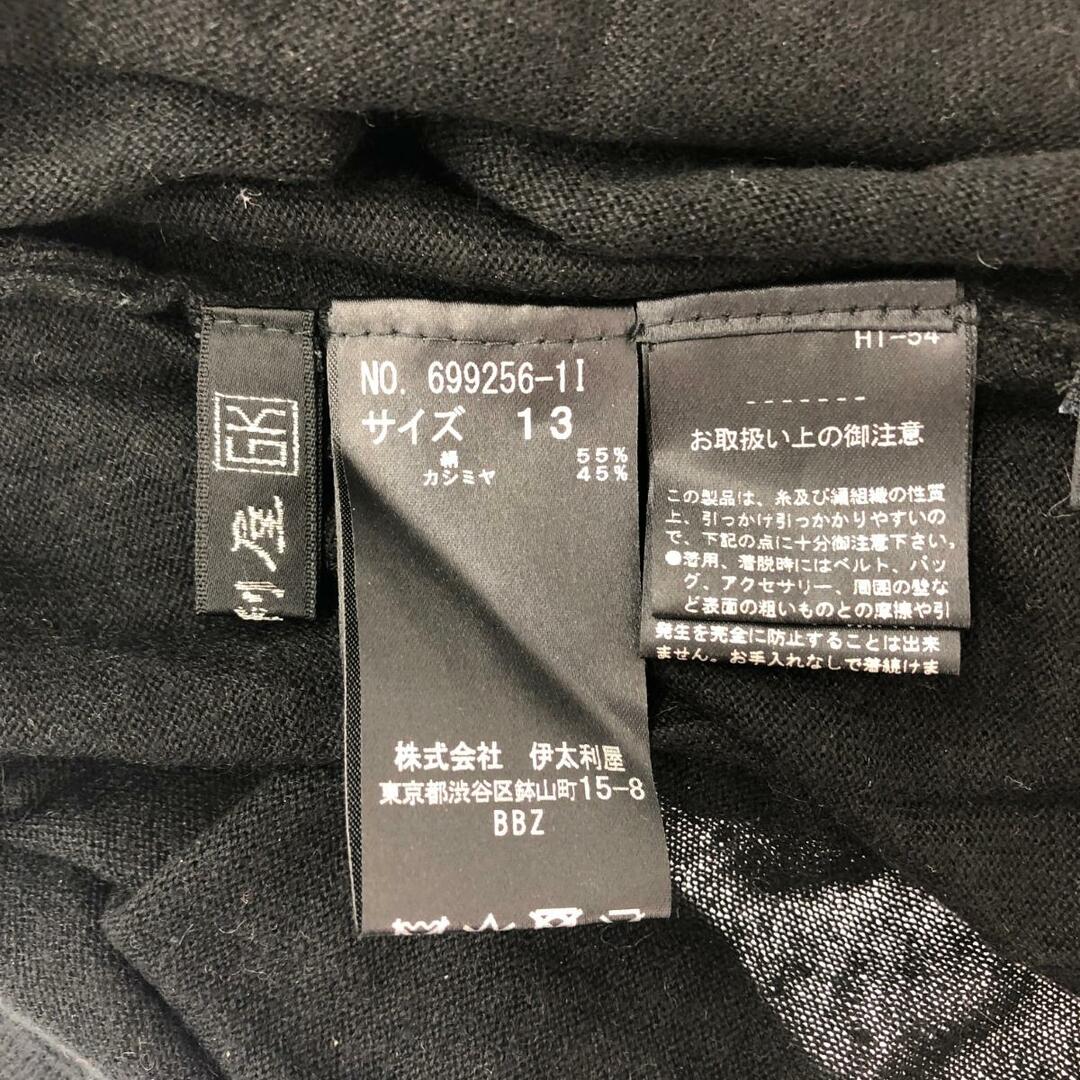 GK
利屋
NO. 699256-1I
サイズ 13
絹 55%
カシミヤ 45%
株式会社 伊太利屋
東京都渋谷区鉢山町15-8
BBZ
HT-54
-------
お取扱い上の御注意
この製品は、糸及び編組織の性質
上、引っかけ引っかかりやすいの
で、下記の点に十分御注意下さい。
●着用、着脱時にはベルト、バッ
グ、アクセサリー、周囲の壁な
ど表面の粗いものとの摩擦や引
発生を完全に防止することは出来
ません。お手入れなしで着続けま